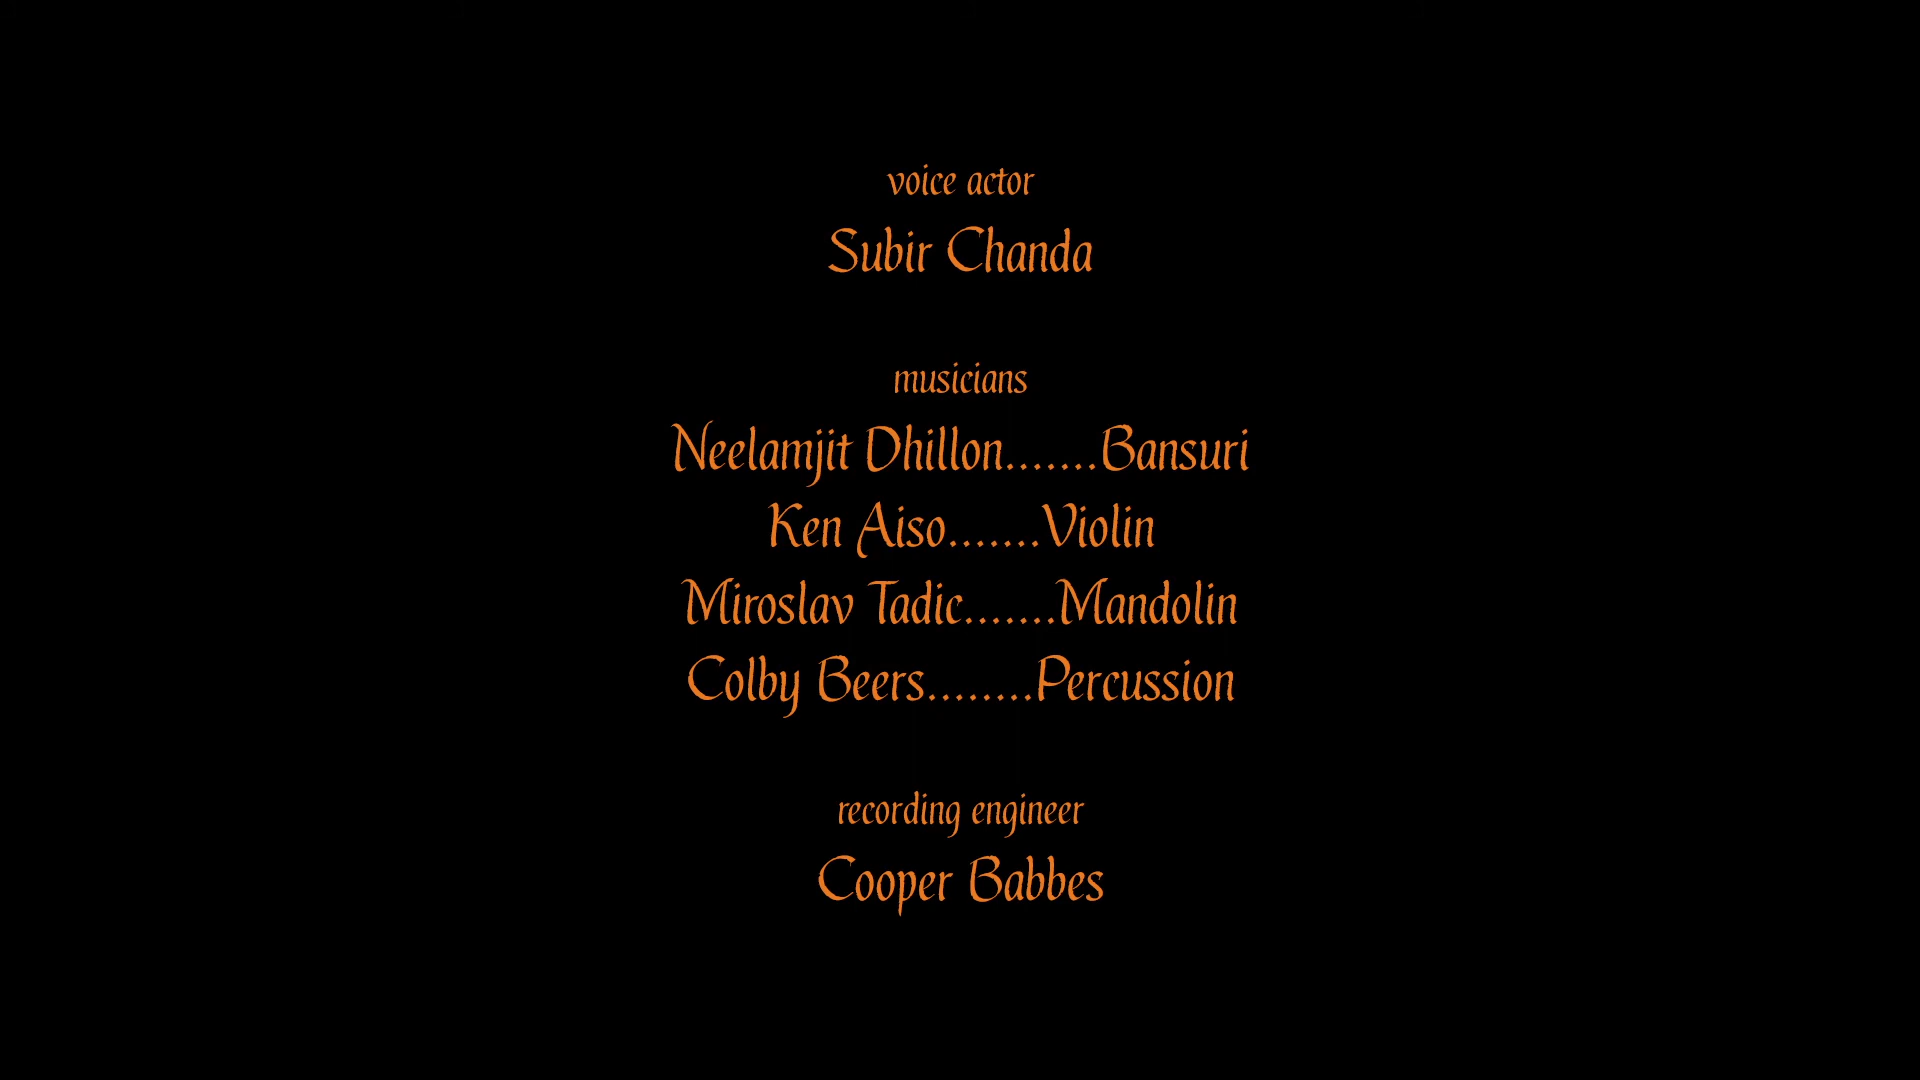 voice actor
Subir Chanda
musicians
Neelamjit Dhillon.......Bansuri
Ken Aiso.......Violin
Miroslav Tadic.......Mandolin
Colby Beers........Percussion
recording engineer
Cooper Babbes